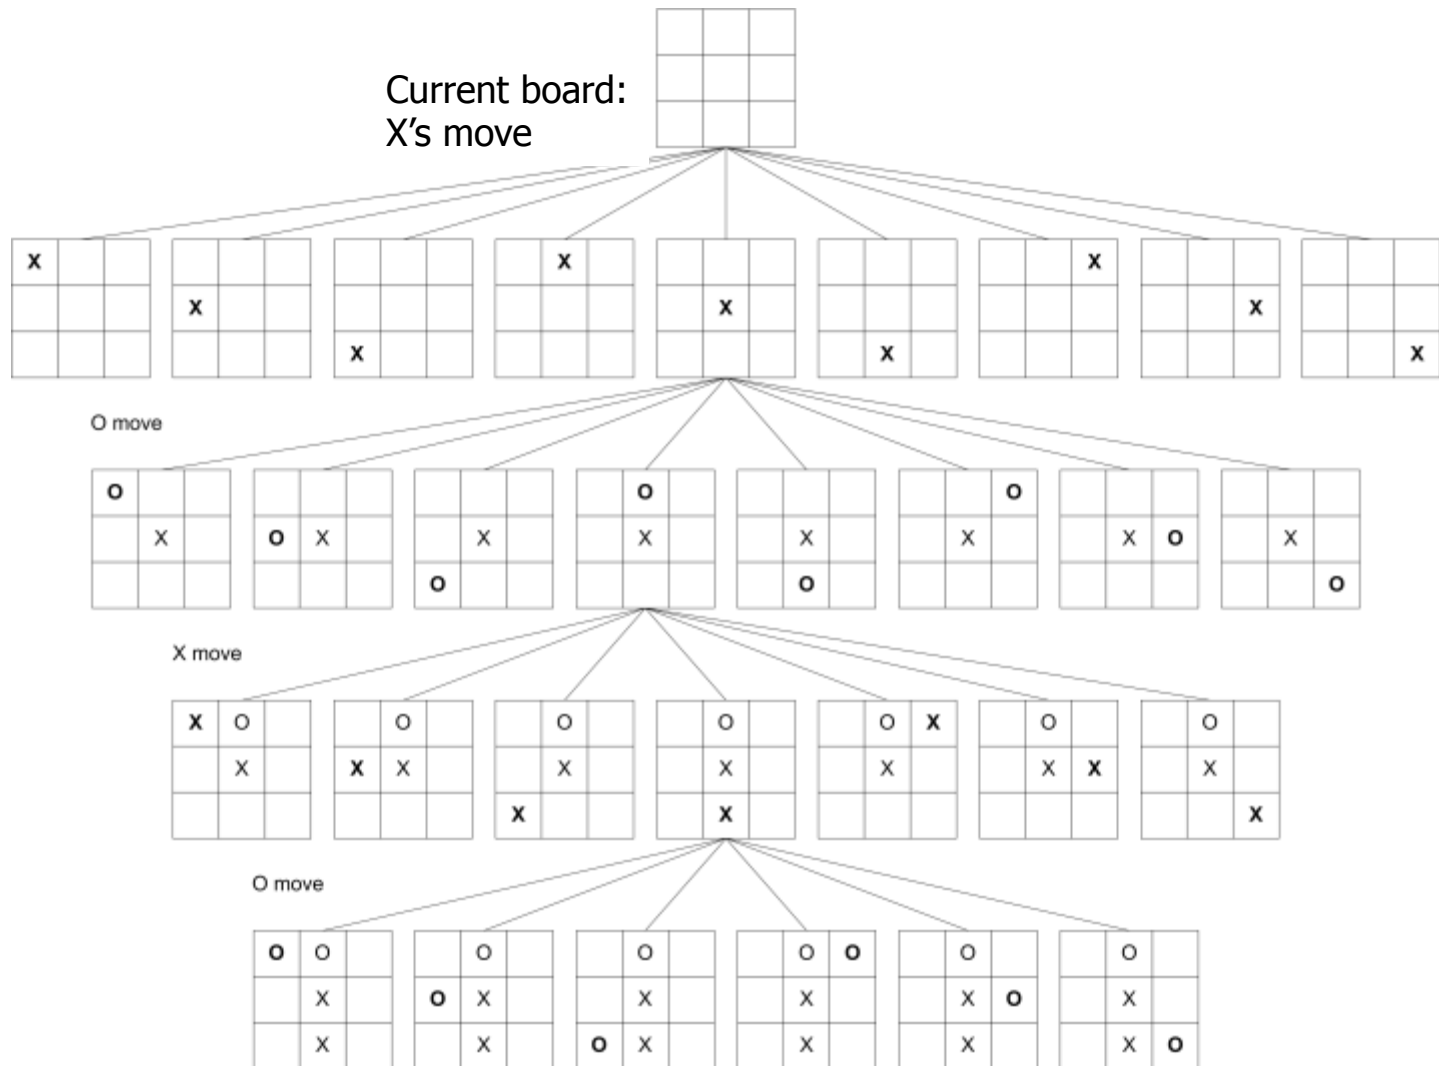 Current board:
X's move
X X X X
X X
X X X
O move
O O O
X O X X X X X O X
O O O
X move
X O O O O O X O O
X X X X X X X X X
X X X
O move
O O O O O O O O
X O X X X X O X
X X O X X X X O